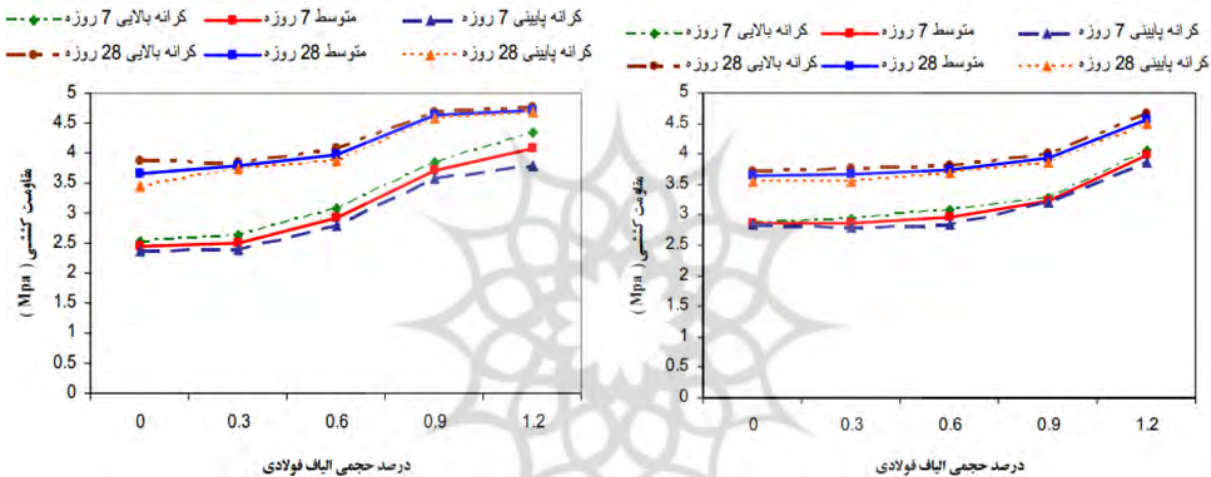 کرانه بالایی 7 روزه متوسط 7 روزه کرانه پایینی 7 روزه
کرانه بالایی 28 روزه متوسط 28 روزه کرانه پایینی 28 روزه
5
4.5
4
3.5
3
2.5
2
1.5
1
0.5
0
مقاومت کششی ( Mpa )
0 0.3 0.6 0.9 1.2
درصد حجمی الیاف فولادی
کرانه بالایی 7 روزه متوسط 7 روزه کرانه پایینی 7 روزه
کرانه بالایی 28 روزه متوسط 28 روزه کرانه پایینی 28 روزه
5
4.5
4
3.5
3
2.5
2
1.5
1
0.5
0
مقاومت کششی ( Mpa )
0 0.3 0.6 0.9 1.2
درصد حجمی الیاف فولادی